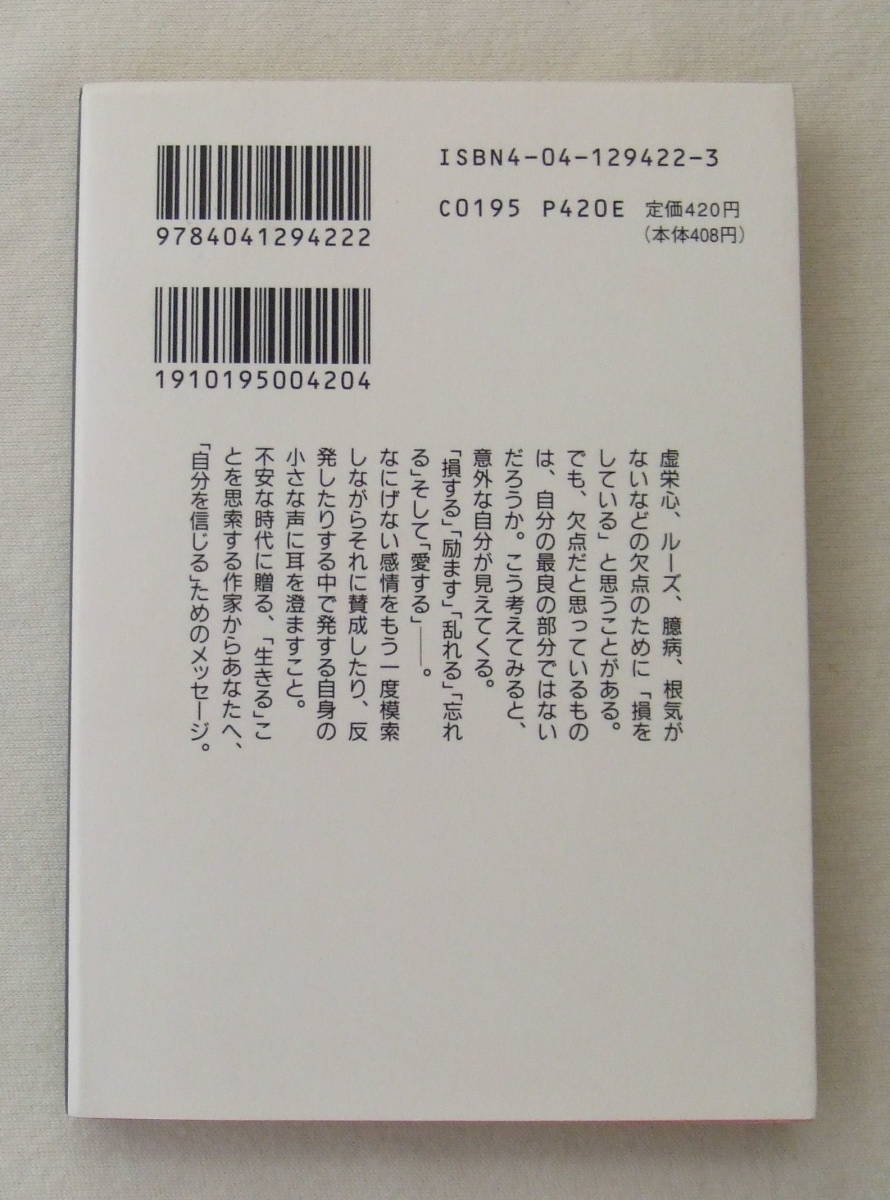 ISBN4-04-129422-3
C0195 P420E 定価420円
(本体408円)
9784041294222
1910195004204
虚栄心、ルーズ、臆病、根気が
ないなどの欠点のために「損を
している」と思うことがある。
でも、欠点だと思っているもの
は、自分の最良の部分ではない
だろうか。こう考えてみると、
意外な自分が見えてくる。
「損する」「励ます」「乱れる」「忘れ
る」そして「愛する」――。
なにげない感情をもう一度模索
しながらそれに賛成したり、反
発したりする中で発する自身の
小さな声に耳を澄ますこと。
不安な時代に贈る、「生きる」こ
とを思索する作家からあなたへ、
「自分を信じる」ためのメッセージ。